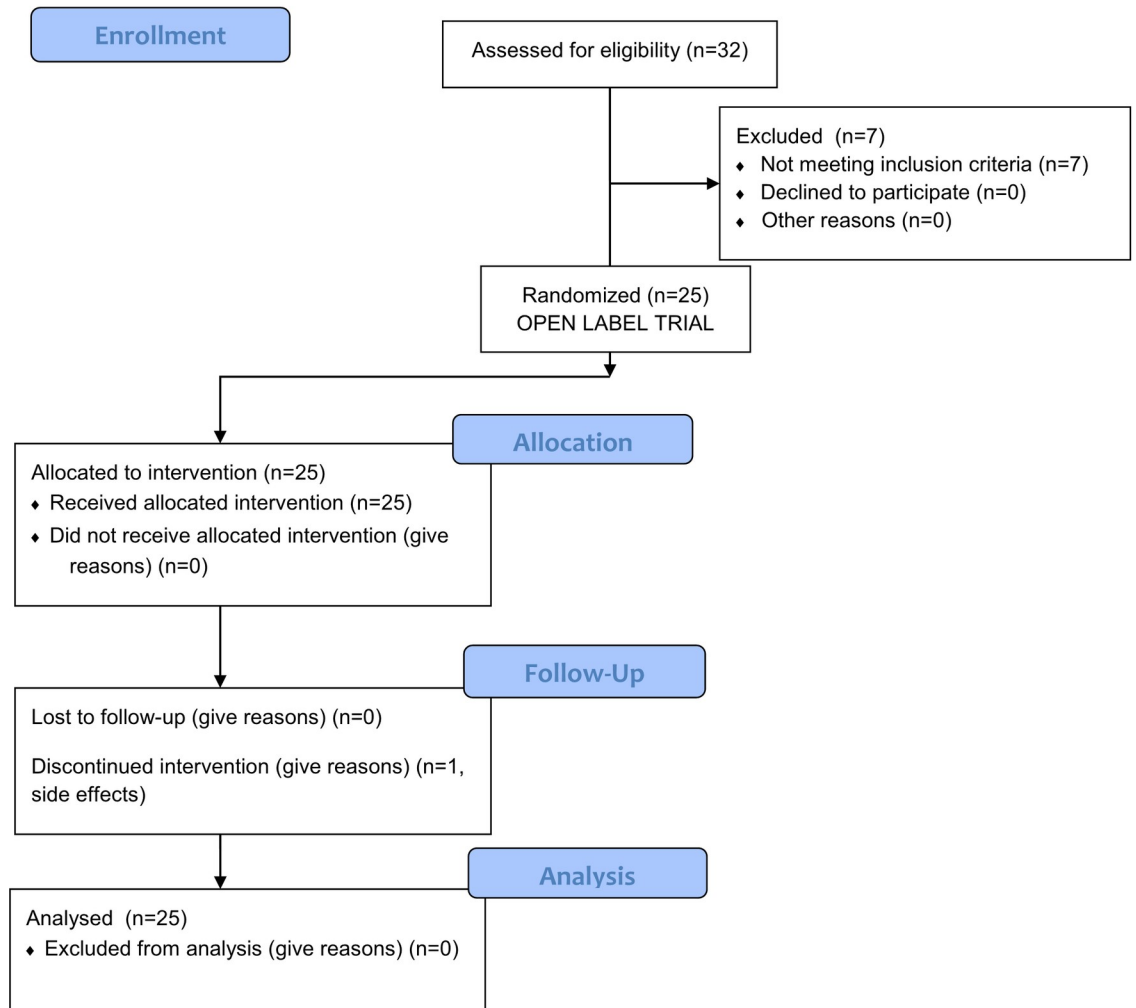 Enrollment
Assessed for eligibility (n=32)
Excluded (n=7)
♦ Not meeting inclusion criteria (n=7)
♦ Declined to participate (n=0)
♦ Other reasons (n=0)
Randomized (n=25)
OPEN LABEL TRIAL
Allocation
Allocated to intervention (n=25)
♦ Received allocated intervention (n=25)
♦ Did not receive allocated intervention (give
reasons) (n=0)
Follow-Up
Lost to follow-up (give reasons) (n=0)
Discontinued intervention (give reasons) (n=1,
side effects)
Analysis
Analysed (n=25)
♦ Excluded from analysis (give reasons) (n=0)